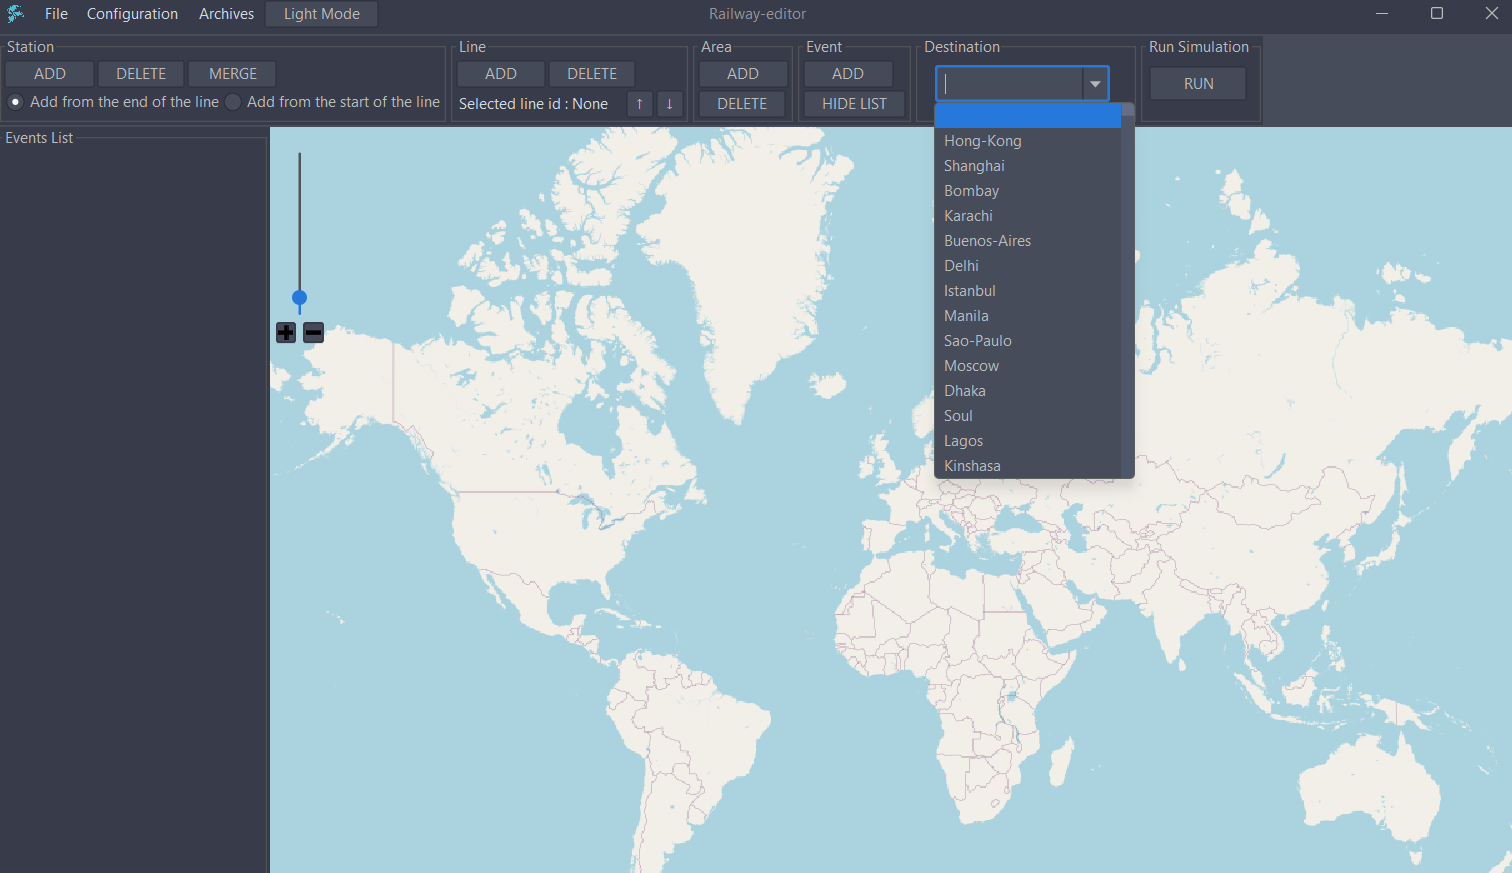 File Configuration Archives Light Mode Railway-editor
Station
ADD DELETE MERGE
Add from the end of the line Add from the start of the line
Line
ADD DELETE
Selected line id : None ↑ ↓
Area
ADD
DELETE
Event
ADD
HIDE LIST
Destination
Run Simulation
RUN
Events List
Hong-Kong
Shanghai
Bombay
Karachi
Buenos-Aires
Delhi
Istanbul
Manila
Sao-Paulo
Moscow
Dhaka
Soul
Lagos
Kinshasa